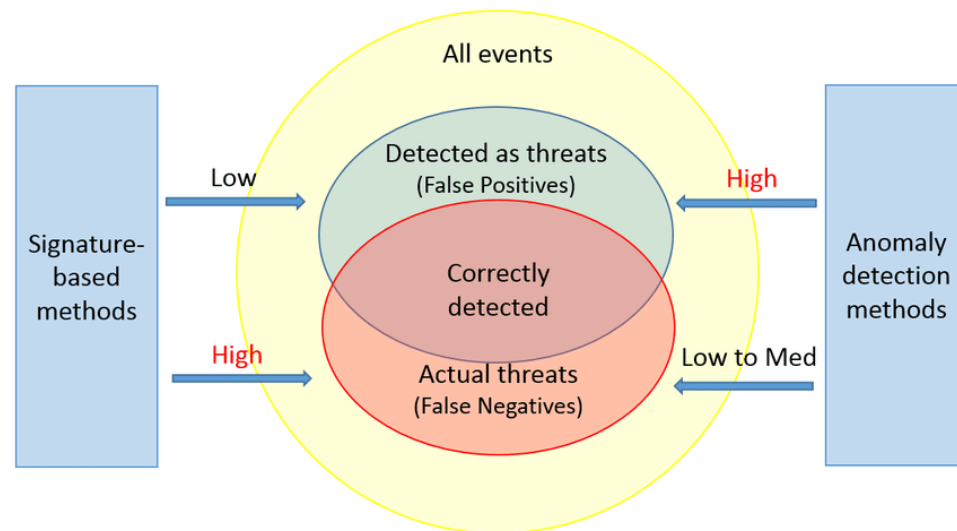 All events
Detected as threats
(False Positives)
Low
High
Signature-
based
methods
Correctly
detected
Anomaly
detection
methods
High
Low to Med
Actual threats
(False Negatives)